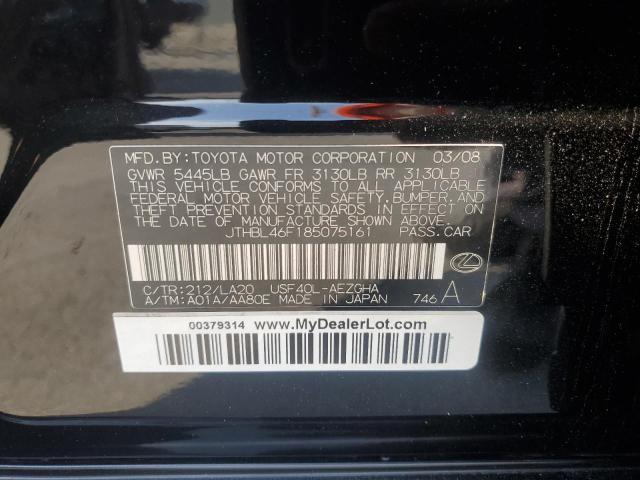 MFD.BY:TOYOTA MOTOR CORPORATION 03/08
GVWR 5445LB GAWR FR 3130LB RR 3130LB
THIS VEHICLE CONFORMS TO ALL APPLICABLE
FEDERAL MOTOR VEHICLE SAFETY,BUMPER, AND
THEFT PREVENTION STANDARDS IN EFFECT ON
THE DATE OF MANUFACTURE SHOWN ABOVE.
JTHBL46F185075161 PASS.CAR
C/TR:212/LA20 USF40L-AEZGHA
A/TM:A01A/AA80E MADE IN JAPAN 746 A
00379314 www.MyDealerLot.com